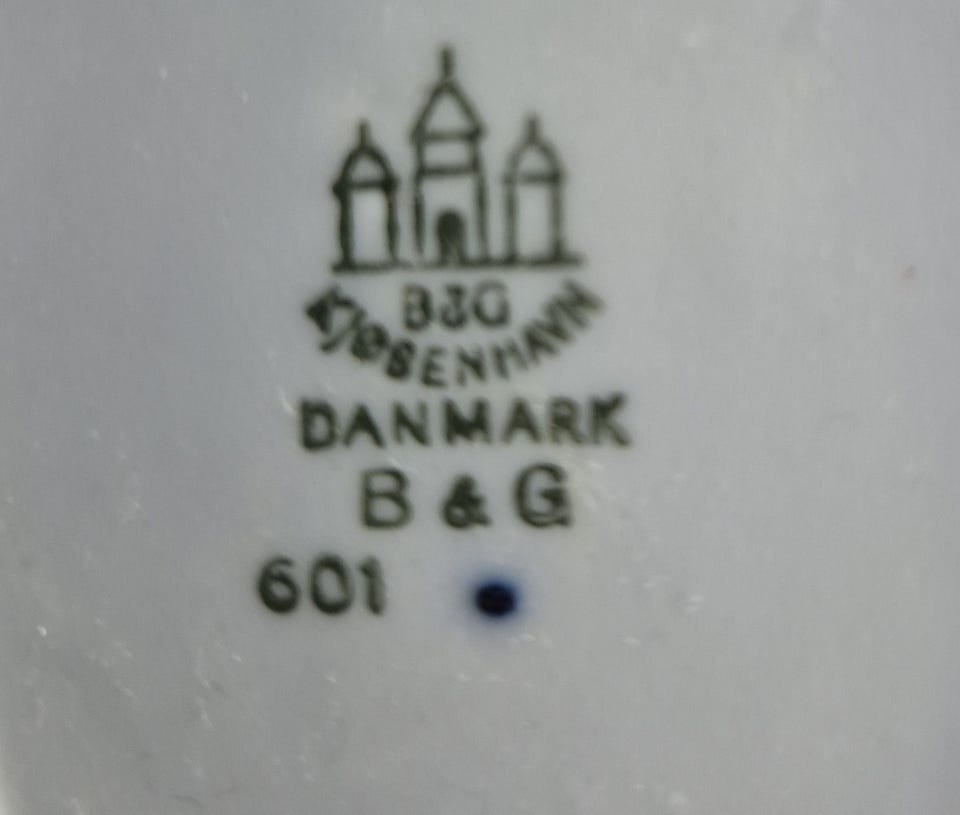 B&G
KJØBENHAVN
DANMARK
B & G
601